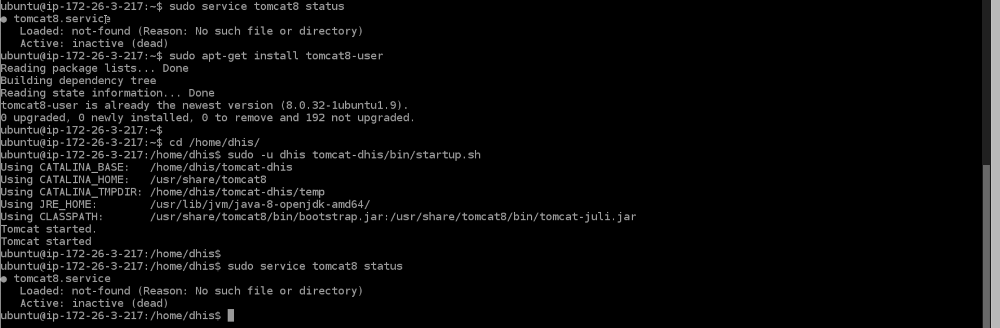 ubuntu@ip-172-26-3-217:~$ sudo service tomcat8 status
● tomcat8.service
   Loaded: not-found (Reason: No such file or directory)
   Active: inactive (dead)
ubuntu@ip-172-26-3-217:~$ sudo apt-get install tomcat8-user
Reading package lists... Done
Building dependency tree
Reading state information... Done
tomcat8-user is already the newest version (8.0.32-1ubuntu1.9).
0 upgraded, 0 newly installed, 0 to remove and 192 not upgraded.
ubuntu@ip-172-26-3-217:~$
ubuntu@ip-172-26-3-217:~$ cd /home/dhis/
ubuntu@ip-172-26-3-217:/home/dhis$ sudo -u dhis tomcat-dhis/bin/startup.sh
Using CATALINA_BASE:   /home/dhis/tomcat-dhis
Using CATALINA_HOME:   /usr/share/tomcat8
Using CATALINA_TMPDIR: /home/dhis/tomcat-dhis/temp
Using JRE_HOME:        /usr/lib/jvm/java-8-openjdk-amd64/
Using CLASSPATH:       /usr/share/tomcat8/bin/bootstrap.jar:/usr/share/tomcat8/bin/tomcat-juli.jar
Tomcat started.
Tomcat started
ubuntu@ip-172-26-3-217:/home/dhis$
ubuntu@ip-172-26-3-217:/home/dhis$ sudo service tomcat8 status
● tomcat8.service
   Loaded: not-found (Reason: No such file or directory)
   Active: inactive (dead)
ubuntu@ip-172-26-3-217:/home/dhis$